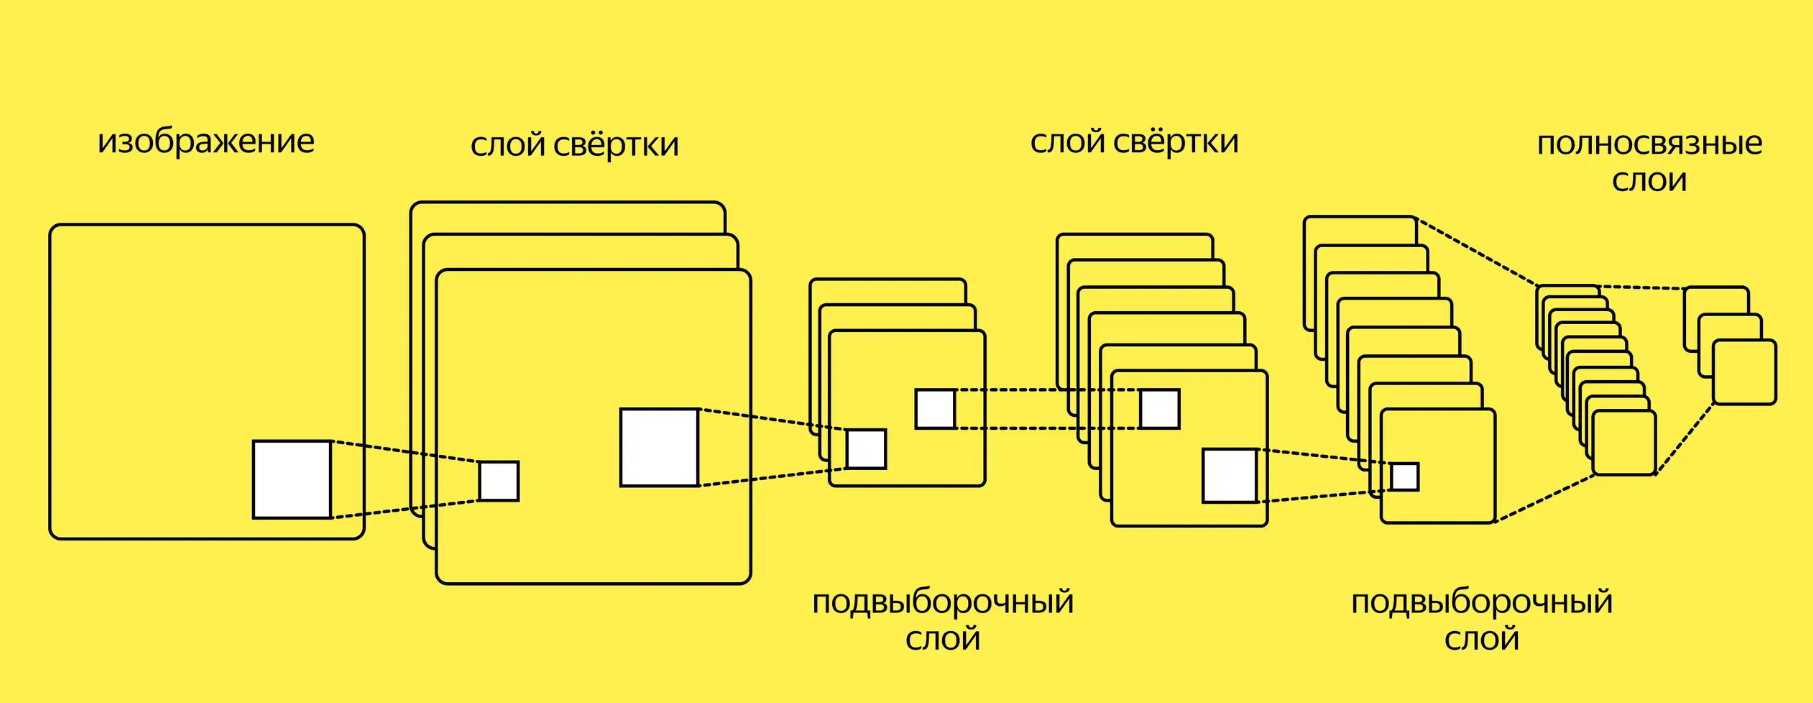 изображение
слой свёртки
слой свёртки
полносвязные
слои
подвыборочный
слой
подвыборочный
слой